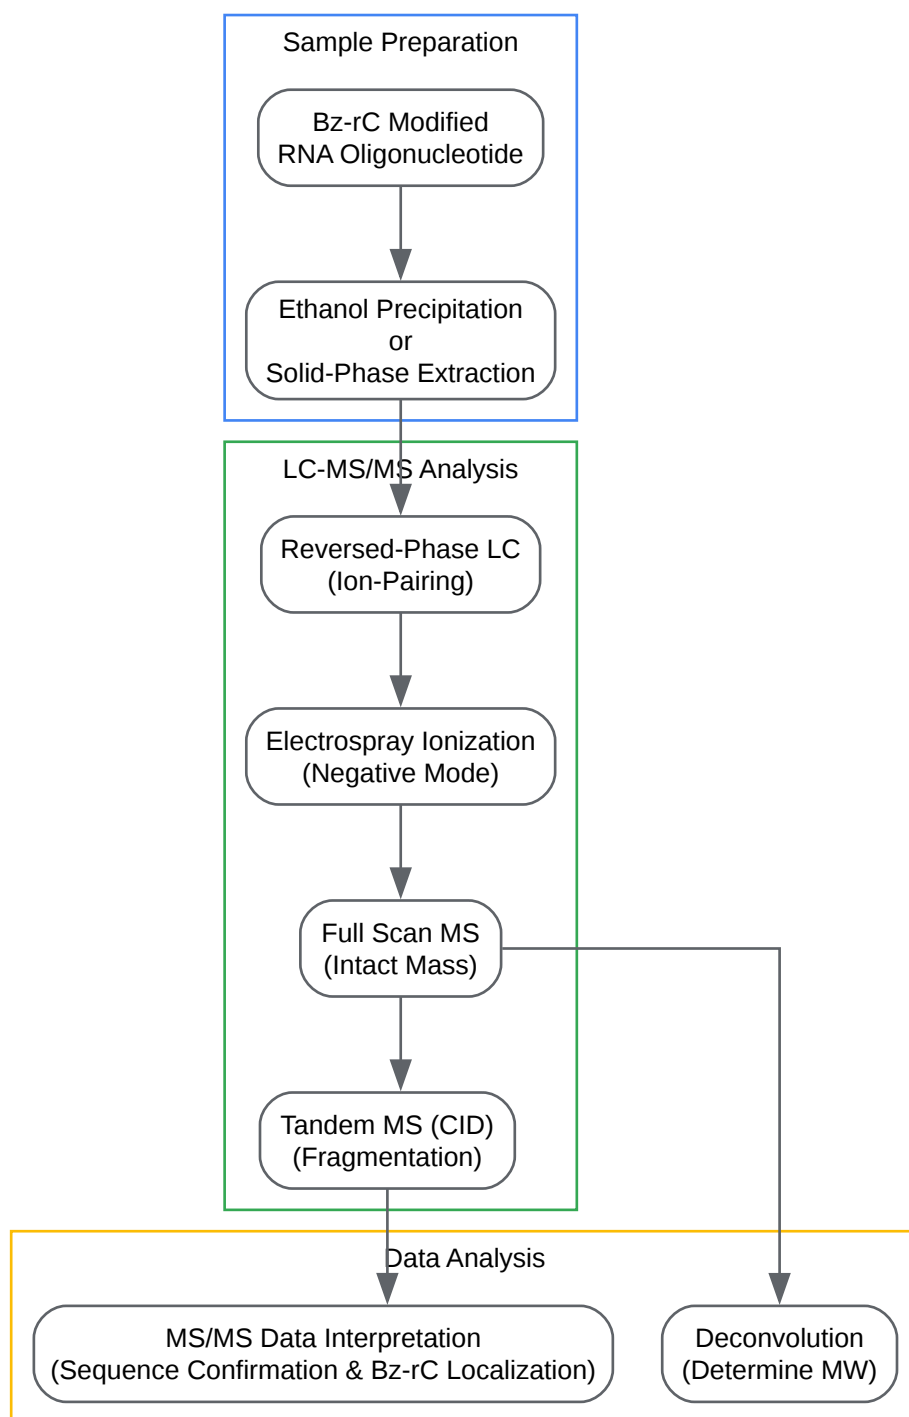 Sample Preparation
Bz-rC Modified
RNA Oligonucleotide
Ethanol Precipitation
or
Solid-Phase Extraction
LC-MS/MS Analysis
Reversed-Phase LC
(Ion-Pairing)
Electrospray Ionization
(Negative Mode)
Full Scan MS
(Intact Mass)
Tandem MS (CID)
(Fragmentation)
Data Analysis
MS/MS Data Interpretation
(Sequence Confirmation & Bz-rC Localization)
Deconvolution
(Determine MW)